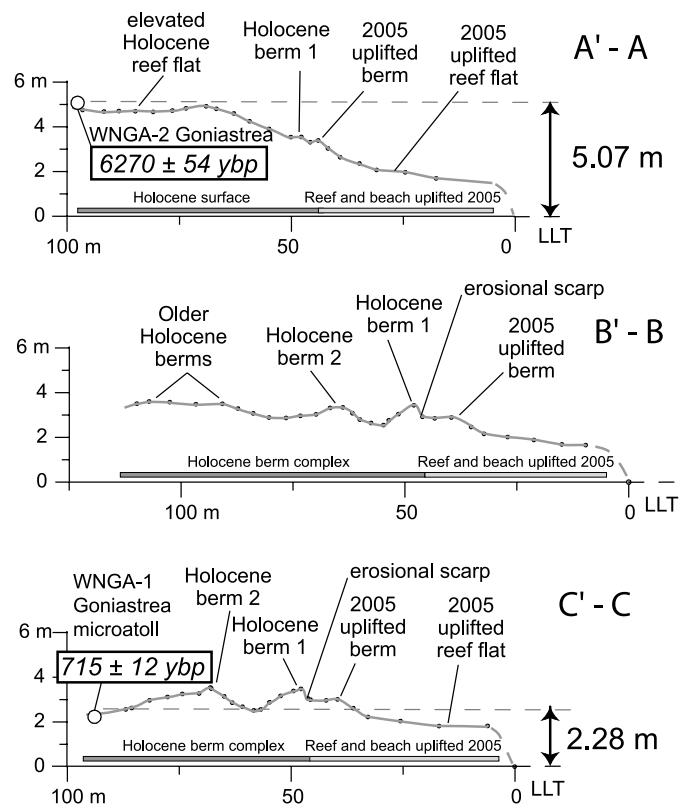 elevated
Holocene
reef flat
Holocene
berm 1
2005
uplifted
berm
2005
uplifted
reef flat
A' - A
6 m
4
2
0
WNGA-2 Goniastrea
6270 ± 54 ybp
5.07 m
Holocene surface
Reef and beach uplifted 2005
100 m
50
0
LLT
Older
Holocene
berms
Holocene
berm 2
Holocene
berm 1
erosional scarp
2005
uplifted
berm
B' - B
6 m
4
2
0
Holocene berm complex
Reef and beach uplifted 2005
100 m
50
0
LLT
WNGA-1
Goniastrea
microatoll
715 ± 12 ybp
Holocene
berm 2
Holocene
berm 1
erosional scarp
2005
uplifted
berm
2005
uplifted
reef flat
C' - C
6 m
4
2
0
2.28 m
Holocene berm complex
Reef and beach uplifted 2005
100 m
50
0
LLT